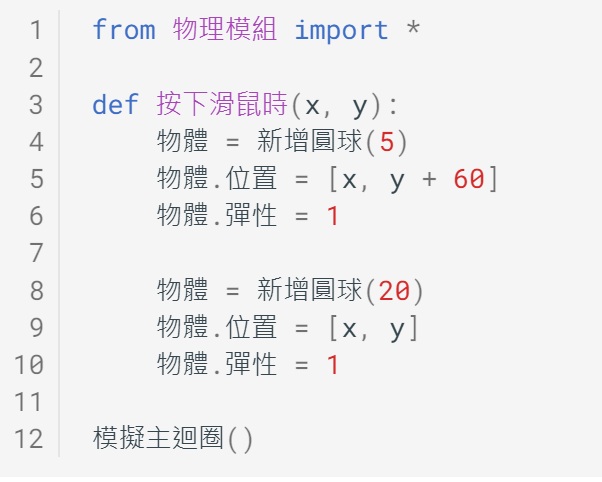 1 from 物理模組 import *
2
3 def 按下滑鼠時(x, y):
4     物體 = 新增圓球(5)
5     物體.位置 = [x, y + 60]
6     物體.彈性 = 1
7
8     物體 = 新增圓球(20)
9     物體.位置 = [x, y]
10     物體.彈性 = 1
11
12 模擬主迴圈()